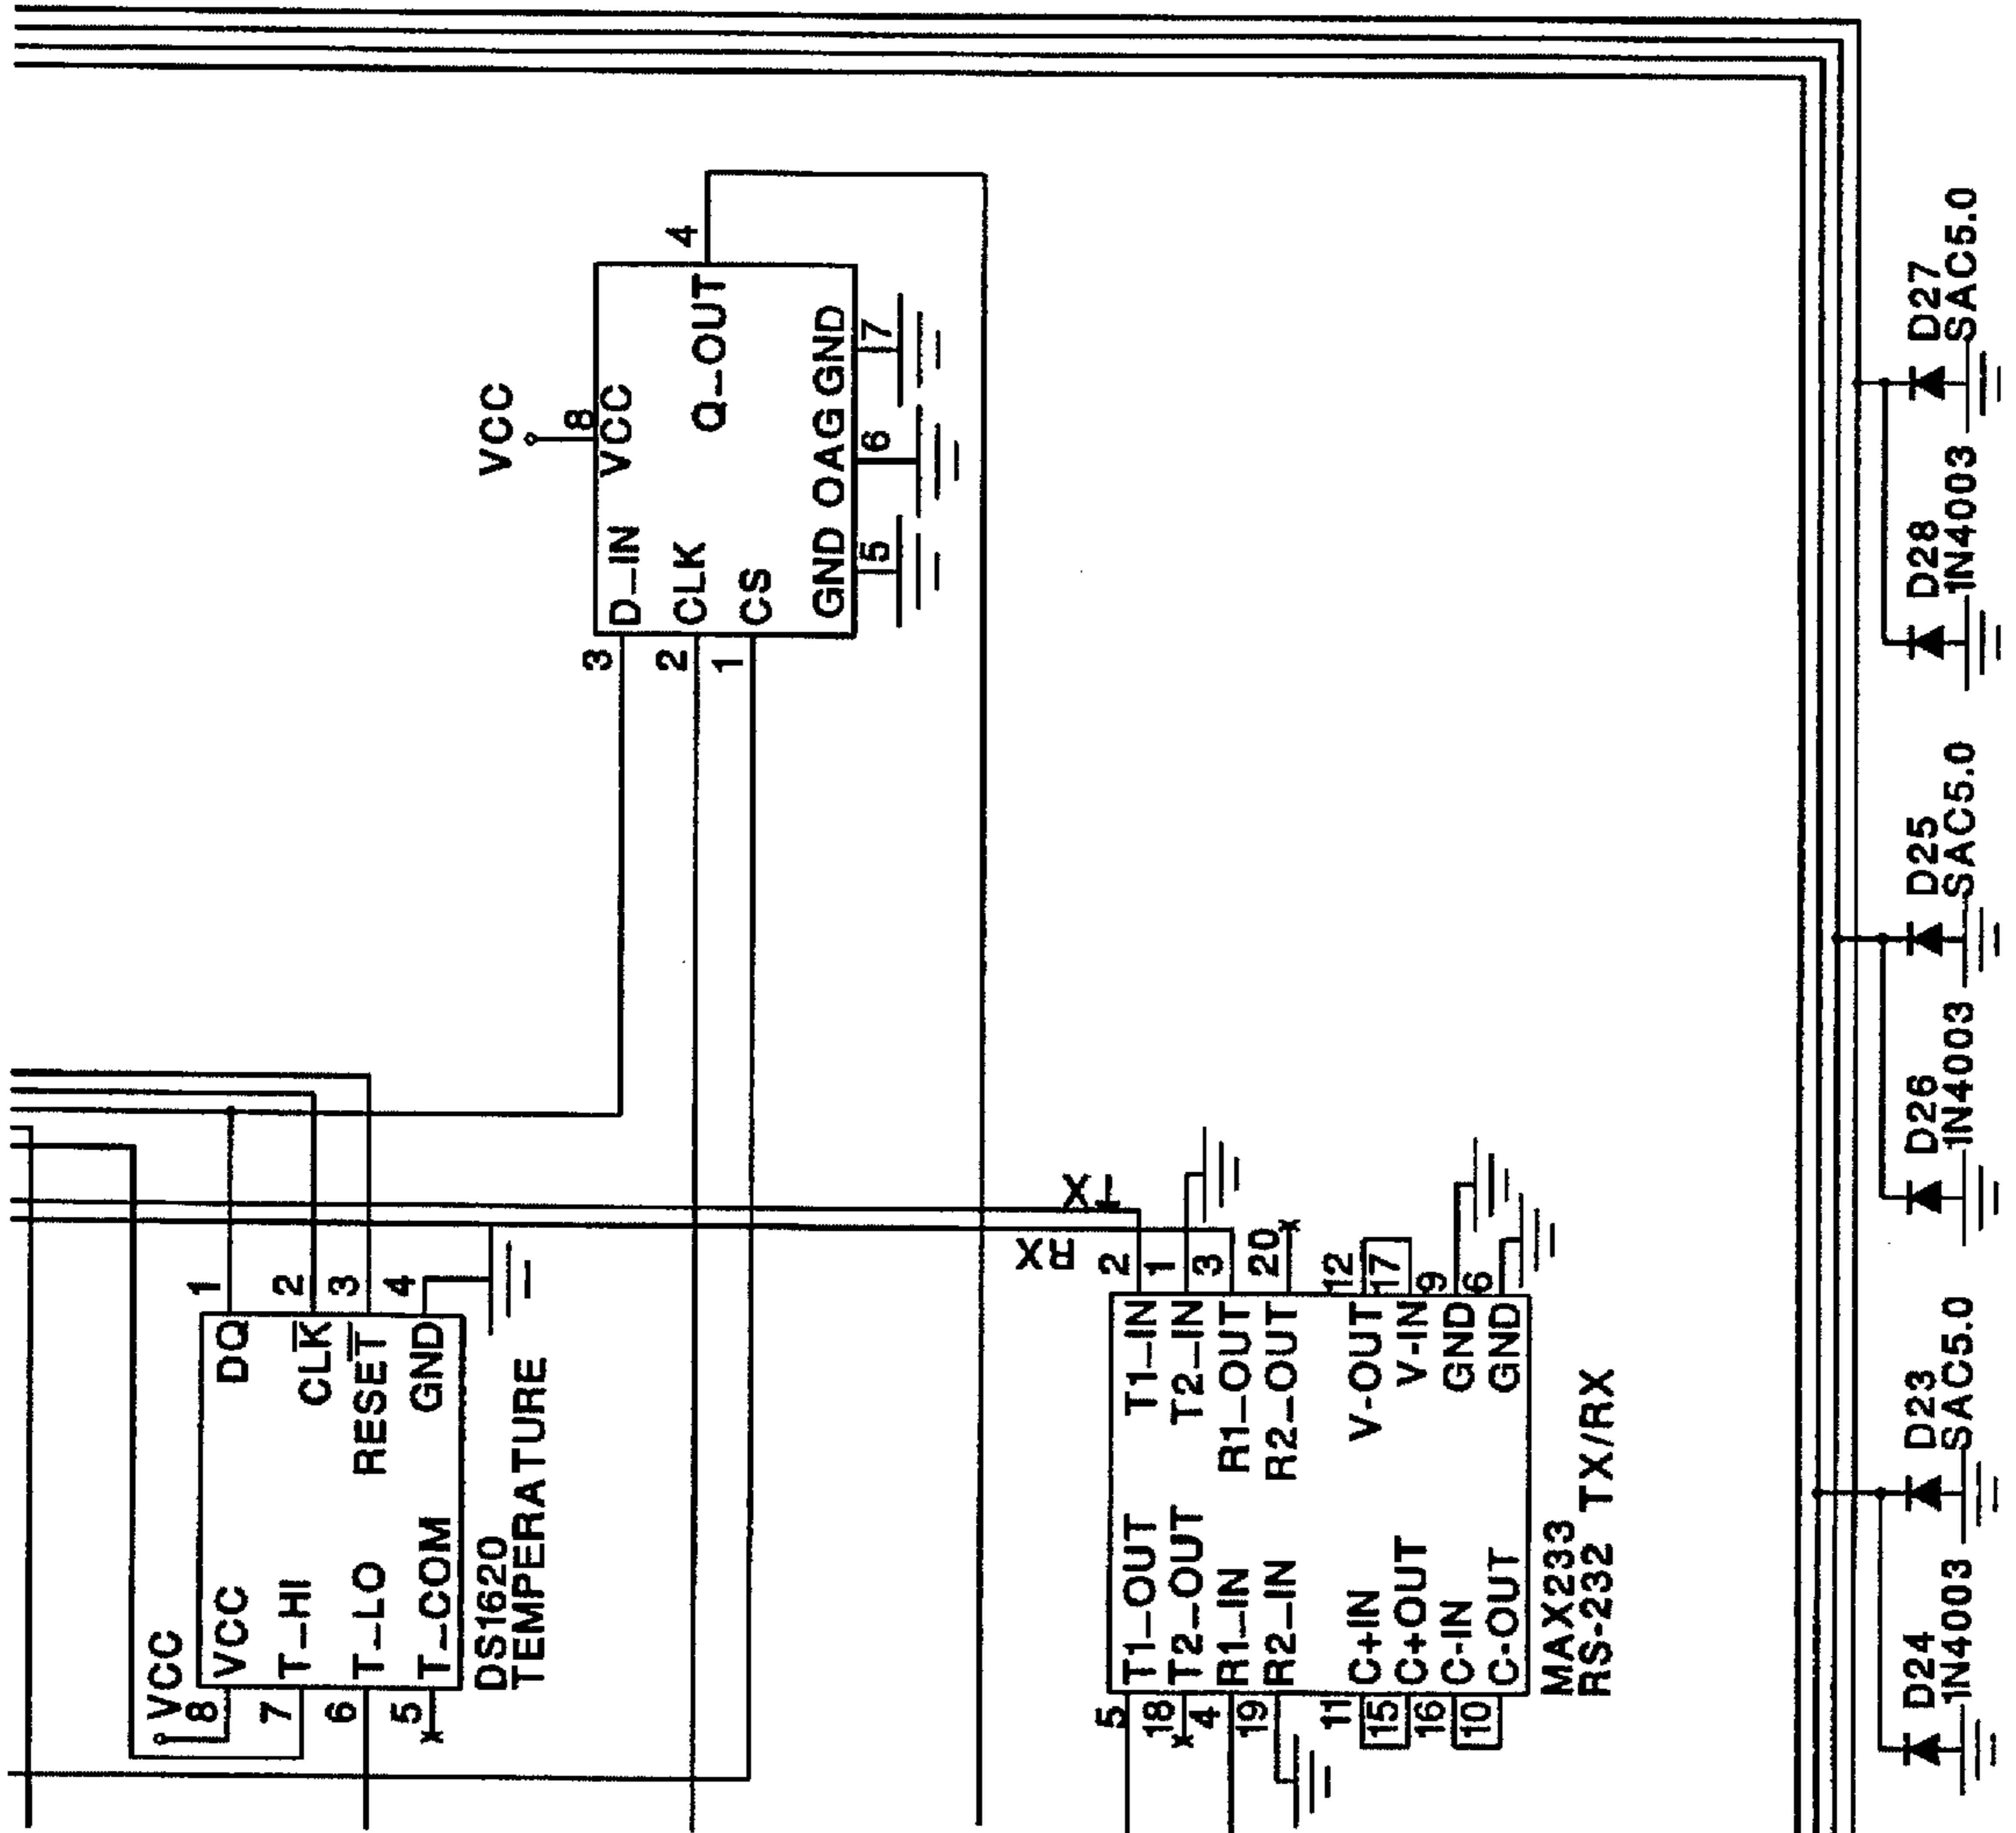 VCC
8
VCC
D_IN
CLK
CS
Q_OUT
GND OAG GND
3
2
1
4
5
6
7
VCC
8
7
6
5
VCC
T_HI
T_LO
T_COM
DQ
CLK
RESET
GND
1
2
3
4
DS1620
TEMPERATURE
TX
RX
5
18
4
19
11
15
16
10
T1_OUT
T2_OUT
R1_IN
R2_IN
C+IN
C+OUT
C-IN
C-OUT
T1_IN
T2_IN
R1_OUT
R2_OUT
V-OUT
V-IN
GND
GND
2
1
3
20
12
17
9
6
MAX233
RS-232 TX/RX
D24
1N4003
D23
SAC5.0
D26
1N4003
D25
SAC5.0
D28
1N4003
D27
SAC5.0